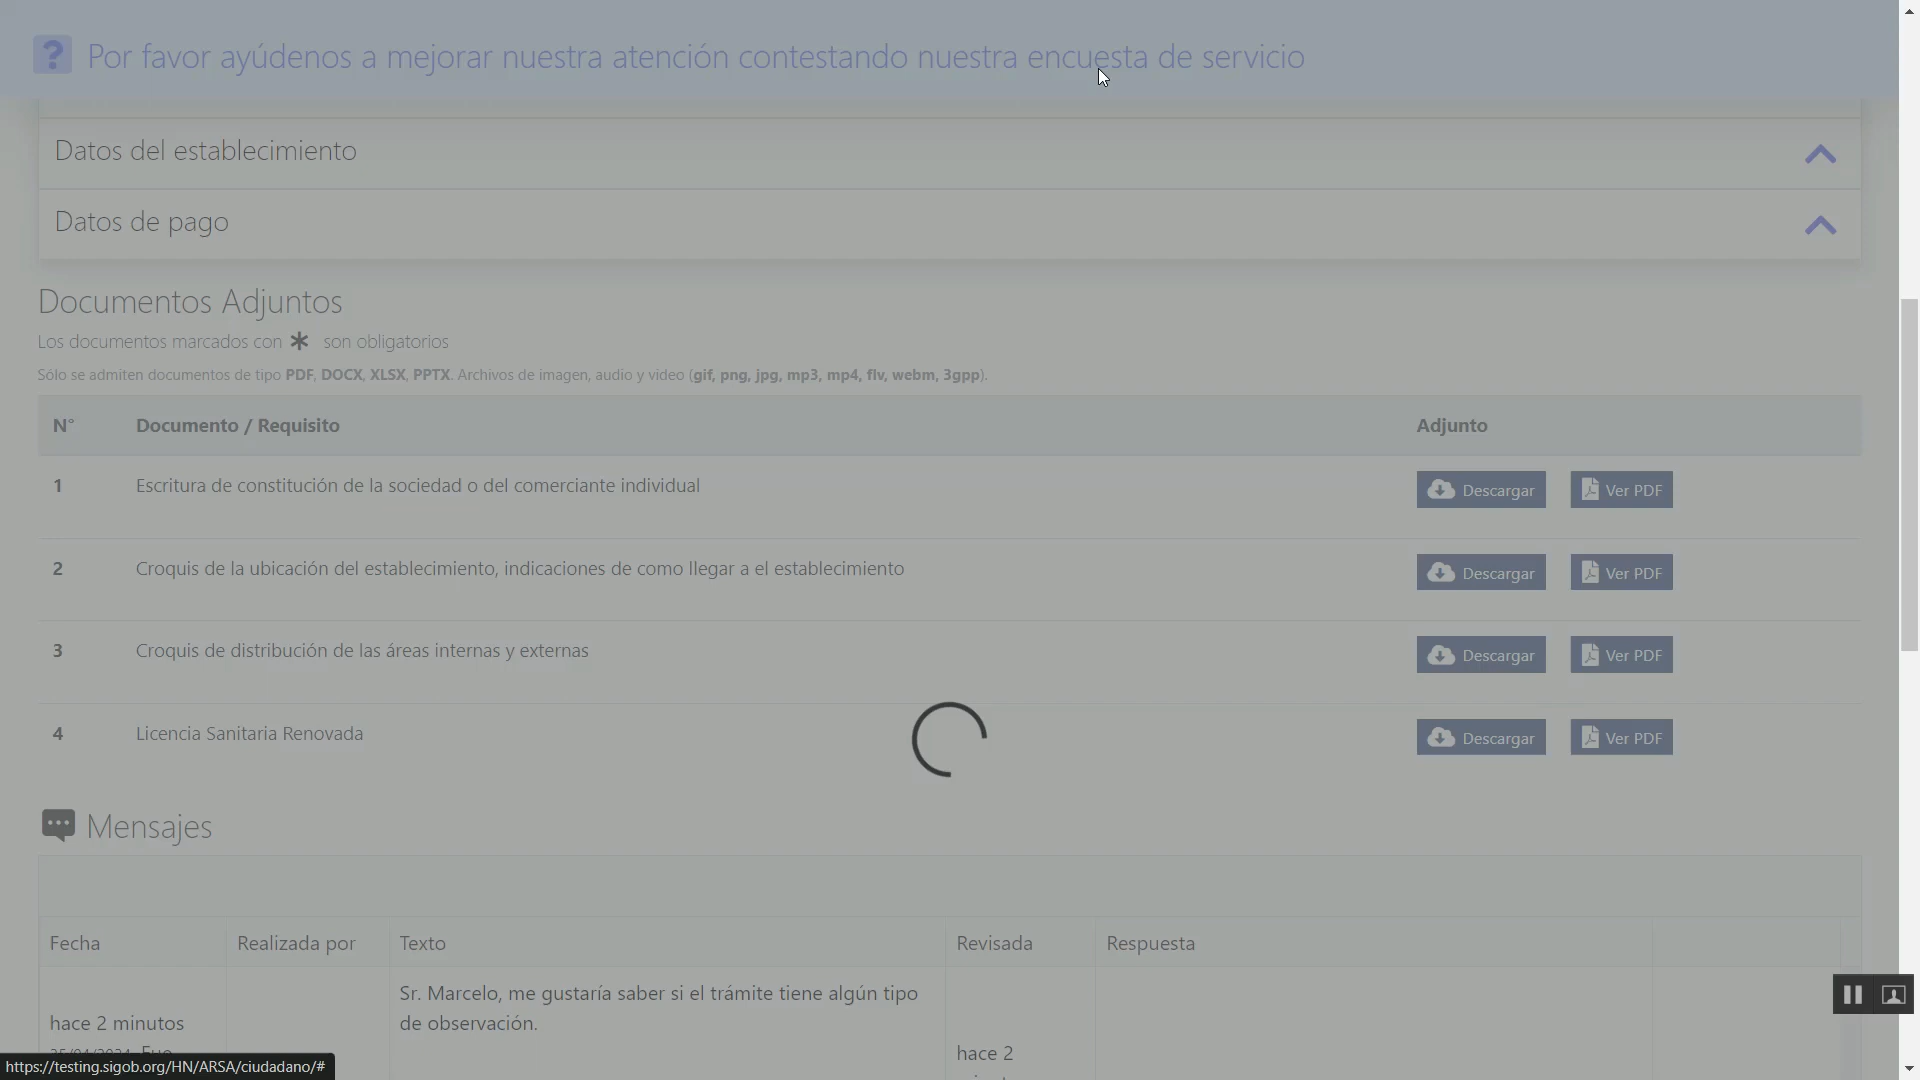 ? Por favor ayúdenos a mejorar nuestra atención contestando nuestra encuesta de servicio
Datos del establecimiento
Datos de pago
Documentos Adjuntos
Los documentos marcados con * son obligatorios
Sólo se admiten documentos de tipo PDF, DOCX, XLSX, PPTX. Archivos de imagen, audio y video (gif, png, jpg, mp3, mp4, flv, webm, 3gpp).
N° Documento / Requisito Adjunto
1 Escritura de constitución de la sociedad o del comerciante individual Descargar Ver PDF
2 Croquis de la ubicación del establecimiento, indicaciones de como llegar a el establecimiento Descargar Ver PDF
3 Croquis de distribución de las áreas internas y externas Descargar Ver PDF
4 Licencia Sanitaria Renovada Descargar Ver PDF
Mensajes
Fecha Realizada por Texto Revisada Respuesta
Sr. Marcelo, me gustaría saber si el trámite tiene algún tipo
hace 2 minutos de observación.
hace 2
https://testing.sigob.org/HN/ARSA/ciudadano/#